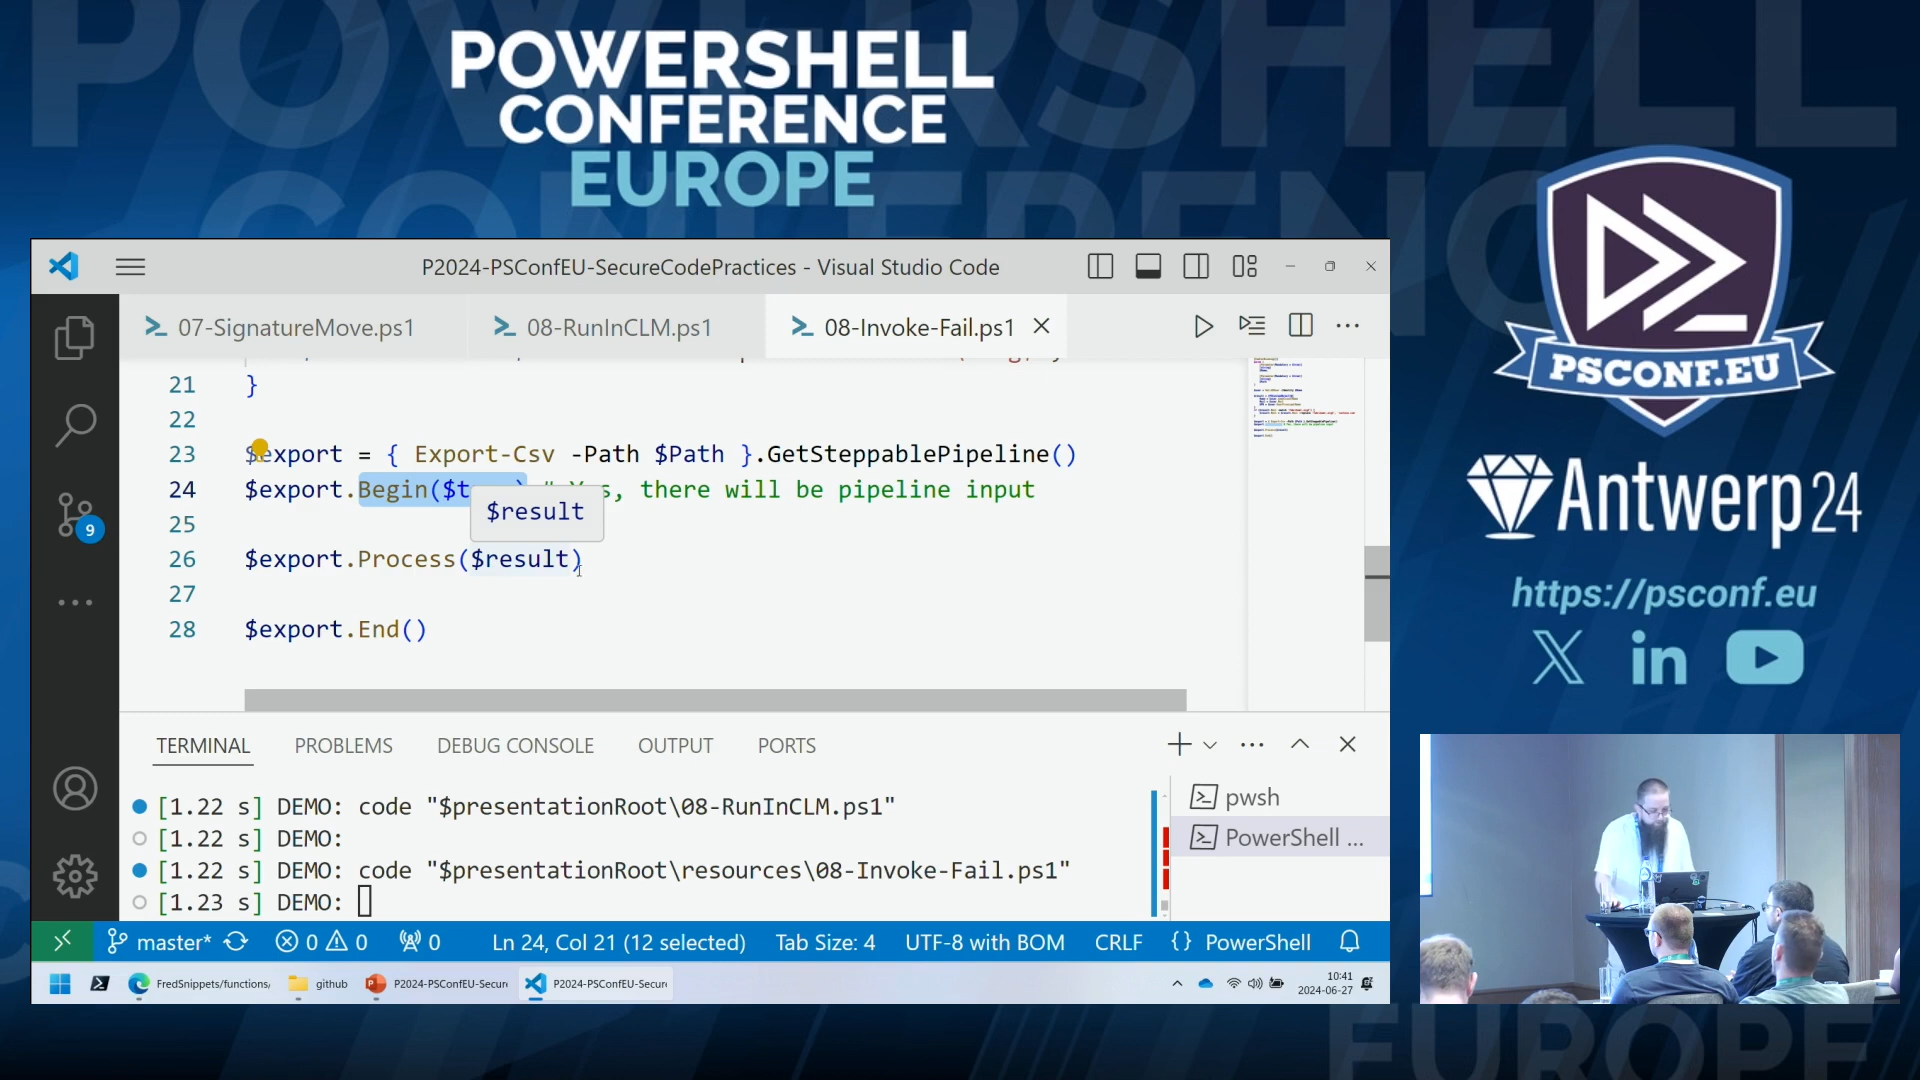 POWERSHELL
CONFERENCE
EUROPE
P2024-PSConfEU-SecureCodePractices - Visual Studio Code
07-SignatureMove.ps1
08-RunInCLM.ps1
08-Invoke-Fail.ps1
21 }
22
23 $export = { Export-Csv -Path $Path }.GetSteppablePipeline()
24 $export.Begin($t # Yes, there will be pipeline input
$result
25
26 $export.Process($result)
27
28 $export.End()
9
TERMINAL PROBLEMS DEBUG CONSOLE OUTPUT PORTS
[1.22 s] DEMO: code "$presentationRoot\08-RunInCLM.ps1"
[1.22 s] DEMO:
[1.22 s] DEMO: code "$presentationRoot\resources\08-Invoke-Fail.ps1"
[1.23 s] DEMO:
pwsh
PowerShell ...
master* 0 0 0 Ln 24, Col 21 (12 selected) Tab Size: 4 UTF-8 with BOM CRLF {} PowerShell
FredSnippets/functions/
github
P2024-PSConfEU-Secure
P2024-PSConfEU-Secure
10:41
2024-06-27
PSCONF.EU
Antwerp 24
https://psconf.eu
in